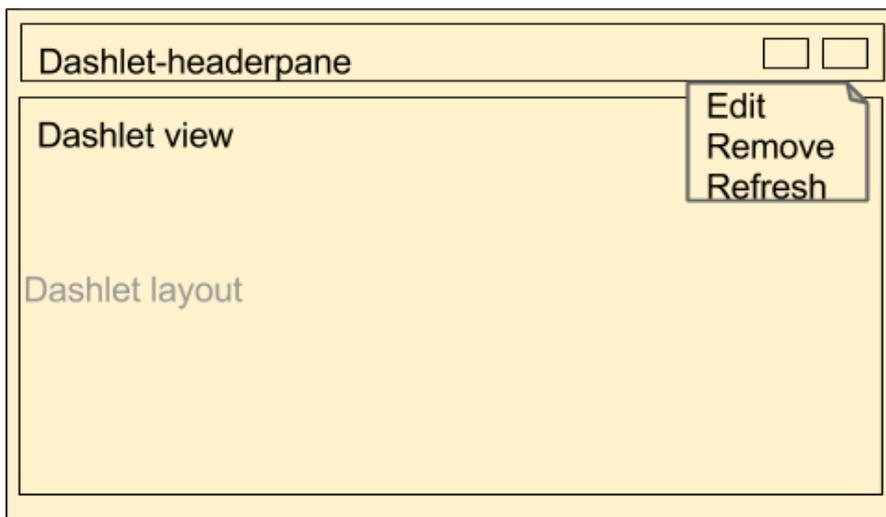 Dashlet-headerpane
Dashlet view
Edit
Remove
Refresh
Dashlet layout